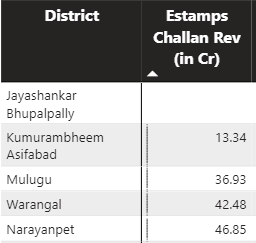 District
Estamps
Challan Rev
(in Cr)
Jayashankar
Bhupalpally
Kumurambheem
Asifabad
13.34
Mulugu 36.93
Warangal 42.48
Narayanpet 46.85